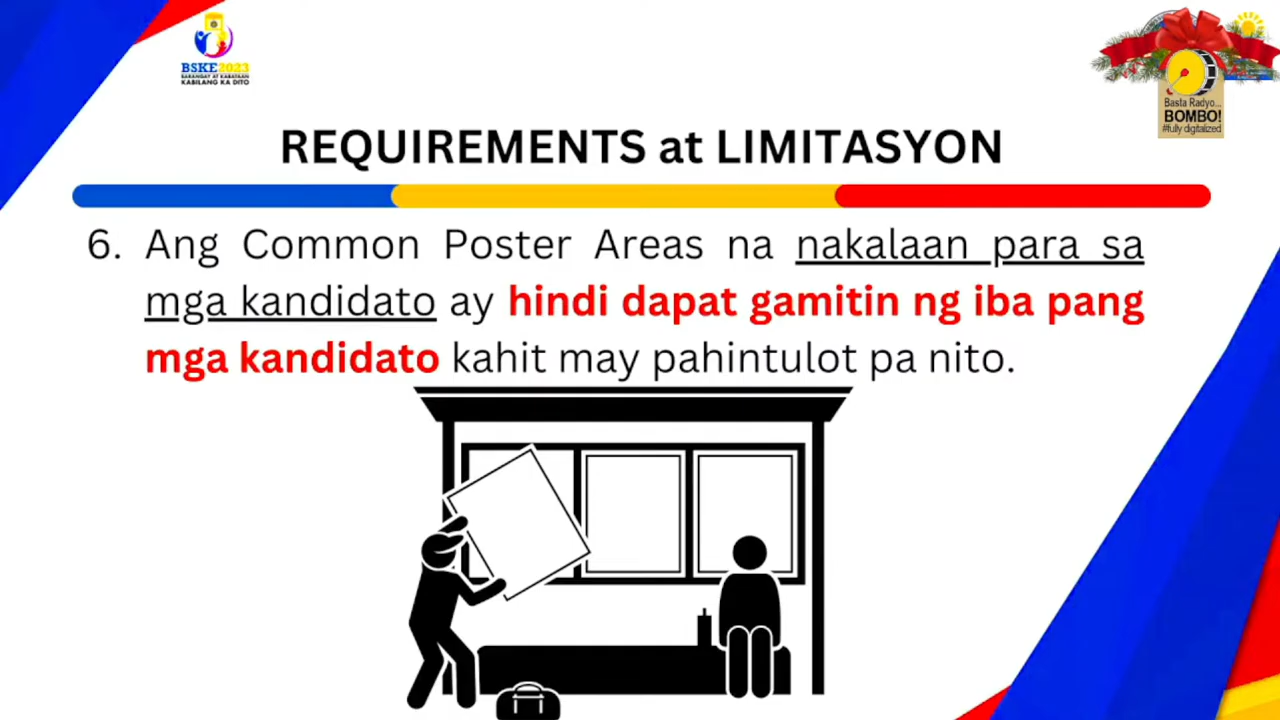 BSKE2023
BARANGAY AT KABATAAN
KABILANG KA DITO
Basta Radyo...
BOMBO!
#fully digitalized
REQUIREMENTS at LIMITASYON
6. Ang Common Poster Areas na nakalaan para sa
mga kandidato ay hindi dapat gamitin ng iba pang
mga kandidato kahit may pahintulot pa nito.